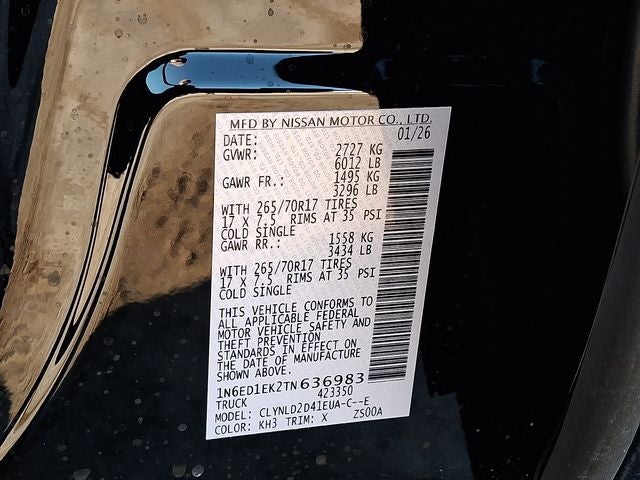 MFD BY NISSAN MOTOR CO., LTD.
DATE: 01/26
GVWR: 2727 KG
6012 LB
GAWR FR.: 1495 KG
3296 LB
WITH 265/70R17 TIRES
17 X 7.5 RIMS AT 35 PSI
COLD SINGLE
GAWR RR.: 1558 KG
3434 LB
WITH 265/70R17 TIRES
17 X 7.5 RIMS AT 35 PSI
COLD SINGLE
THIS VEHICLE CONFORMS TO
ALL APPLICABLE FEDERAL
MOTOR VEHICLE SAFETY AND
THEFT PREVENTION
STANDARDS IN EFFECT ON
THE DATE OF MANUFACTURE
SHOWN ABOVE.
1N6ED1EK2TN636983
TRUCK 423350
MODEL: CLYNLD2D41EUA-C--E
COLOR: KH3 TRIM: X ZS00A